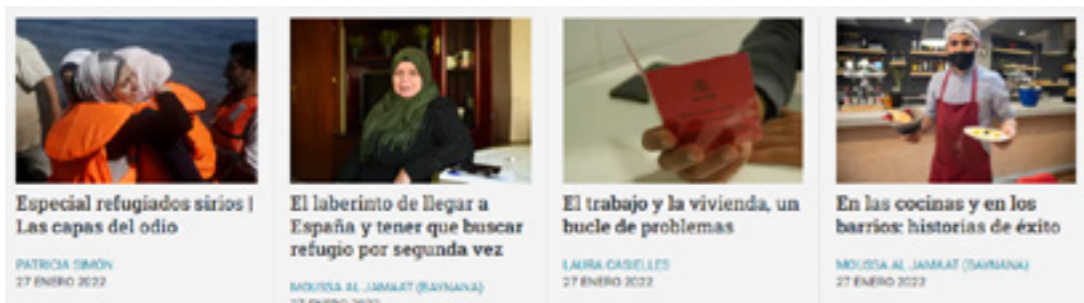 Especial refugiados sirios |
Las capas del odio
PATRICIA SIMÓN
27 ENERO 2022
El laberinto de llegar a
España y tener que buscar
refugio por segunda vez
MOUSSA AL JAMAAT (BAYNANA)
27 ENERO 2022
El trabajo y la vivienda, un
bucle de problemas
LAURA CASIELLES
27 ENERO 2022
En las cocinas y en los
barrios: historias de éxito
MOUSSA AL JAMAAT (BAYNANA)
27 ENERO 2022